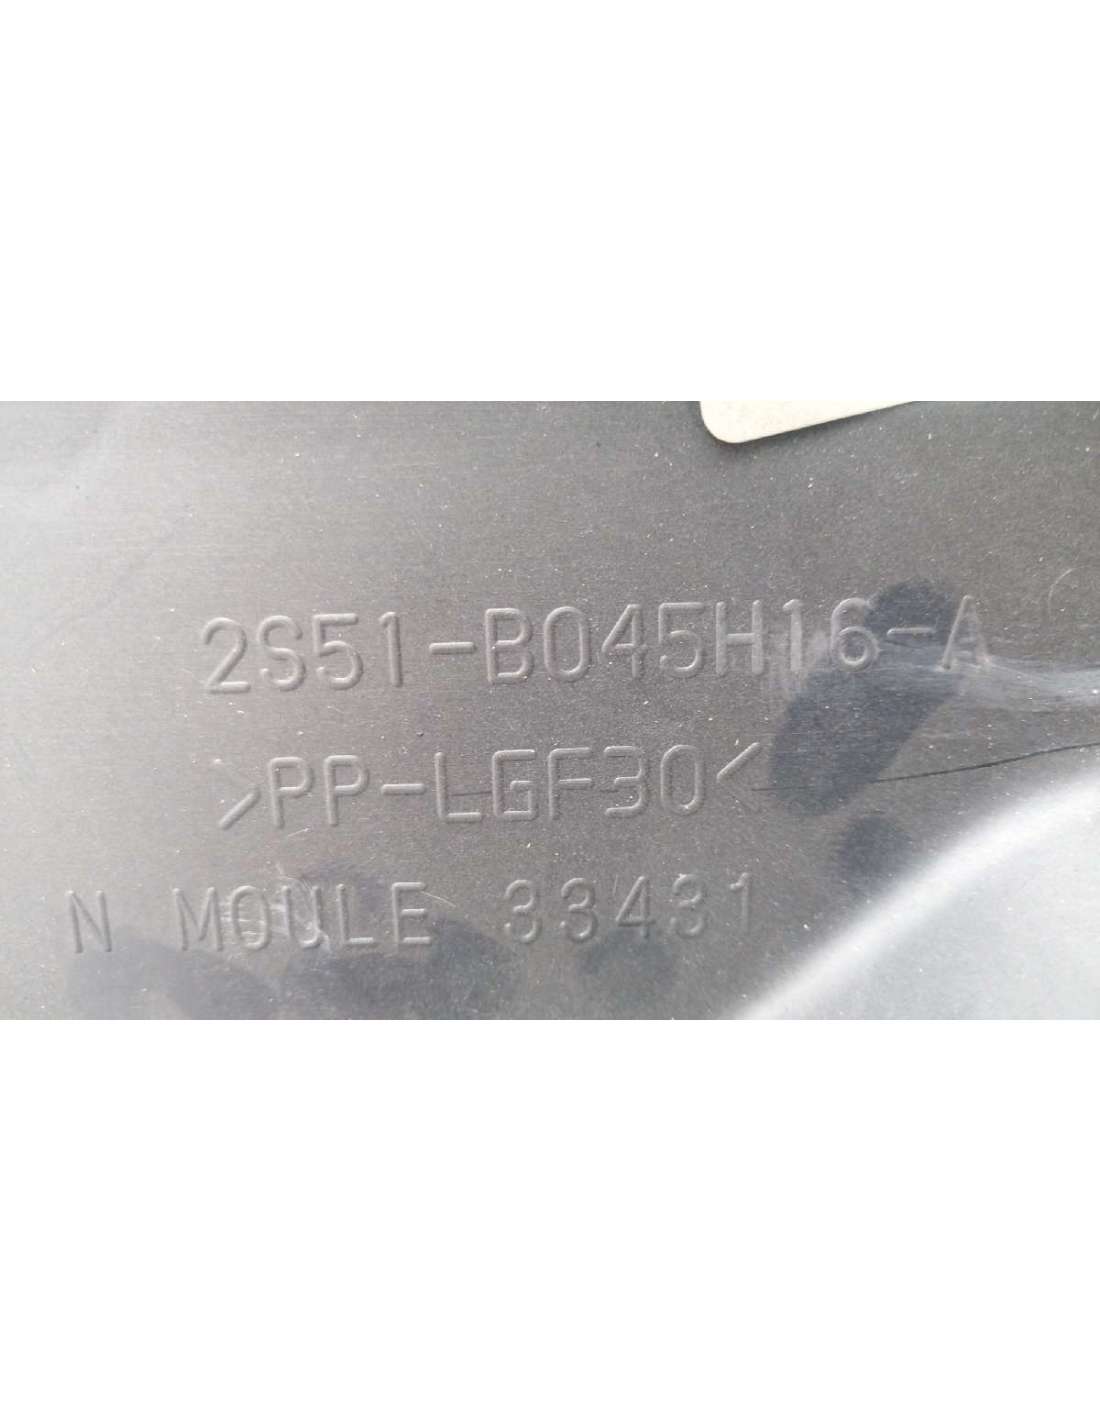 2S51-B045H16-A
>PP-LGF30<
N MOULE 33431